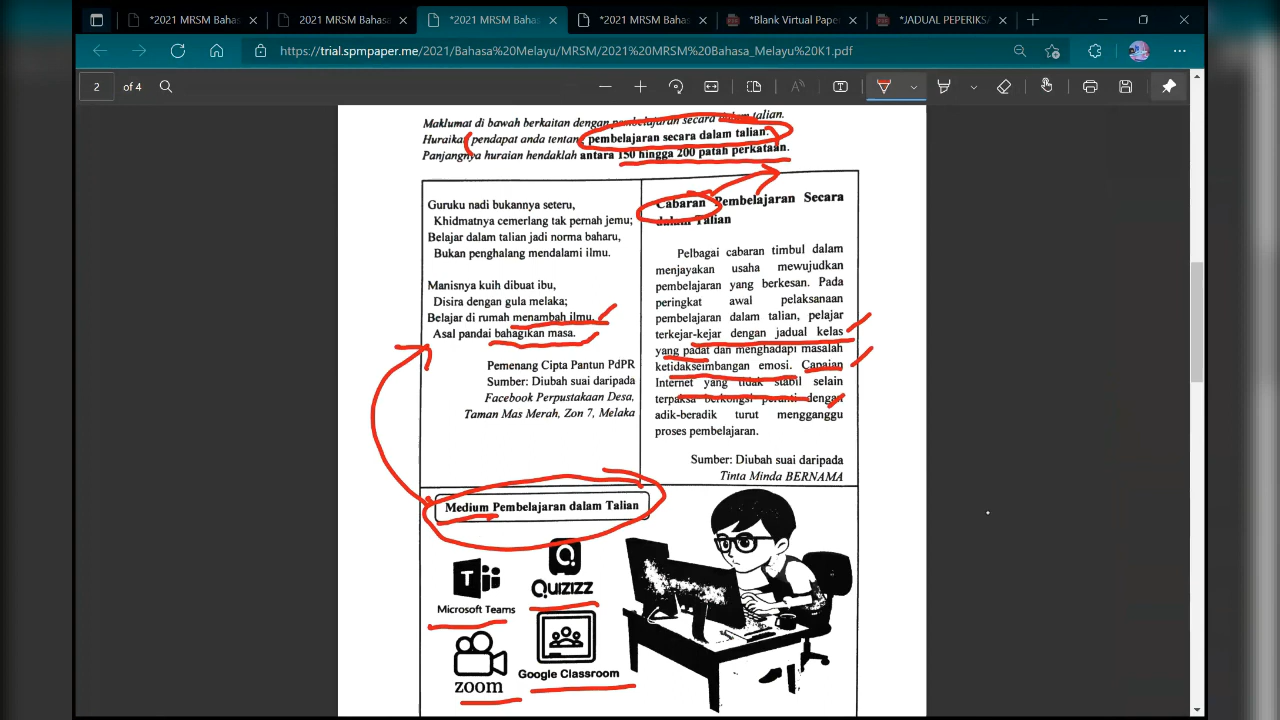 *2021 MRSM Baha
2021 MRSM Bahas
*2021 MRSM Baha
*2021 MRSM Baha
*Blank Virtual Pape
*JADUAL PEPERIKS
https://trial.spmpaper.me/2021/Bahasa%20Melayu/MRSM/2021%20MRSM%20Bahasa_Melayu%20K1.pdf
2 of 4
Maklumat di bawah berkaitan dengan pembelajaran secara dalam talian.
Huraikan pendapat anda tentang pembelajaran secara dalam talian.
Panjangnya huraian hendaklah antara 150 hingga 200 patah perkataan.
Guruku nadi bukannya seteru,
Khidmatnya cemerlang tak pernah jemu;
Belajar dalam talian jadi norma baharu,
Bukan penghalang mendalami ilmu.
Manisnya kuih dibuat ibu,
Disira dengan gula melaka;
Belajar di rumah menambah ilmu,
Asal pandai bahagikan masa.
Pemenang Cipta Pantun PdPR
Sumber: Diubah suai daripada
Facebook Perpustakaan Desa,
Taman Mas Merah, Zon 7, Melaka
Cabaran Pembelajaran Secara
dalam Talian
Pelbagai cabaran timbul dalam
menjayakan usaha mewujudkan
pembelajaran yang berkesan. Pada
peringkat awal pelaksanaan
pembelajaran dalam talian, pelajar
terkejar-kejar dengan jadual kelas
yang padat dan menghadapi masalah
ketidakseimbangan emosi. Capaian
Internet yang tidak stabil selain
terpaksa berkongsi peranti dengan
adik-beradik turut mengganggu
proses pembelajaran.
Sumber: Diubah suai daripada
Tinta Minda BERNAMA
Medium Pembelajaran dalam Talian
Microsoft Teams
QUIZIZZ
zoom
Google Classroom